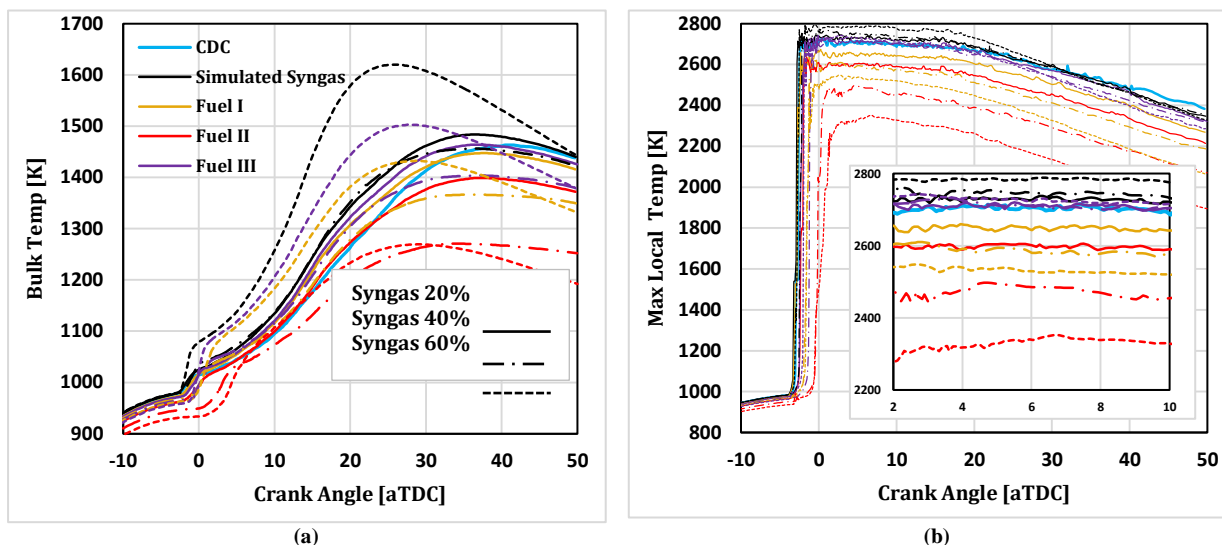 1700
1600
1500
1400
1300
1200
1100
1000
900
Bulk Temp [K]
CDC
Simulated Syngas
Fuel I
Fuel II
Fuel III
Syngas 20%
Syngas 40%
Syngas 60%
-10 0 10 20 30 40 50
Crank Angle [aTDC]
(a)
2800
2600
2400
2200
2000
1800
1600
1400
1200
1000
800
Max Local Temp [K]
2800
2600
2400
2200
2 4 6 8 10
-10 0 10 20 30 40 50
Crank Angle [aTDC]
(b)